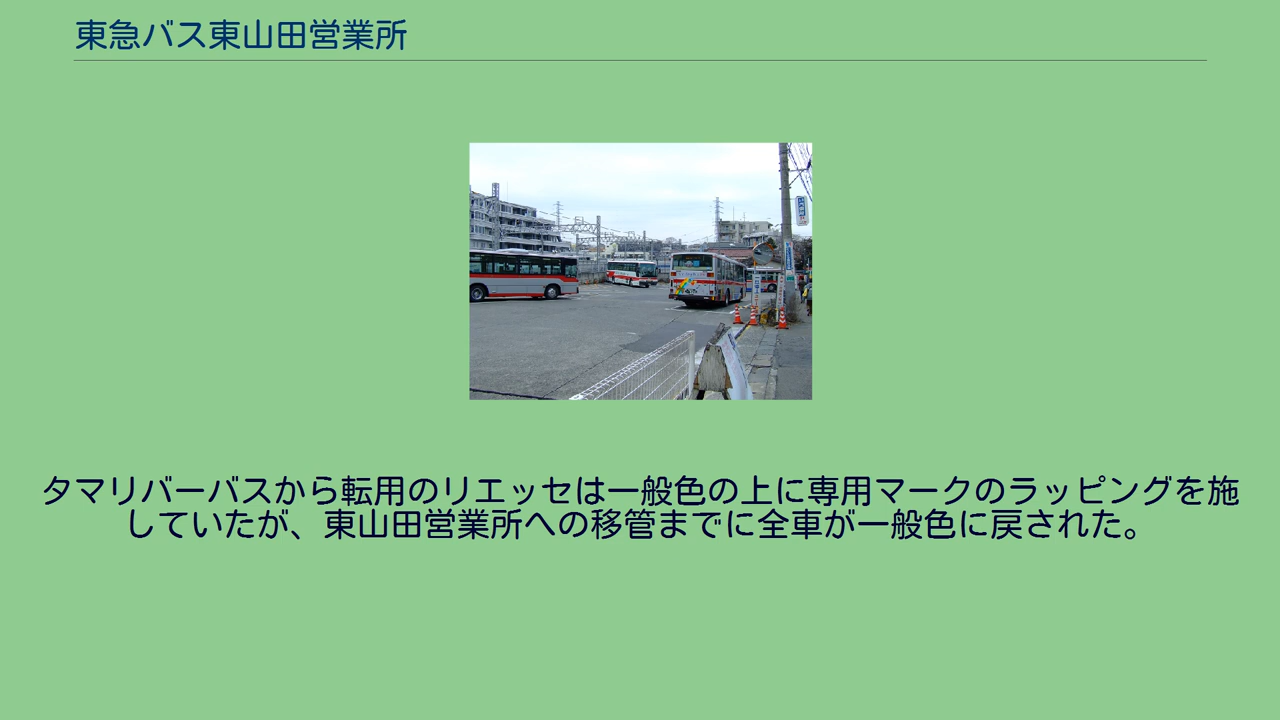 東急バス東山田営業所
タマリバーバスから転用のリエッセは一般色の上に専用マークのラッピングを施
していたが、東山田営業所への移管までに全車が一般色に戻された。